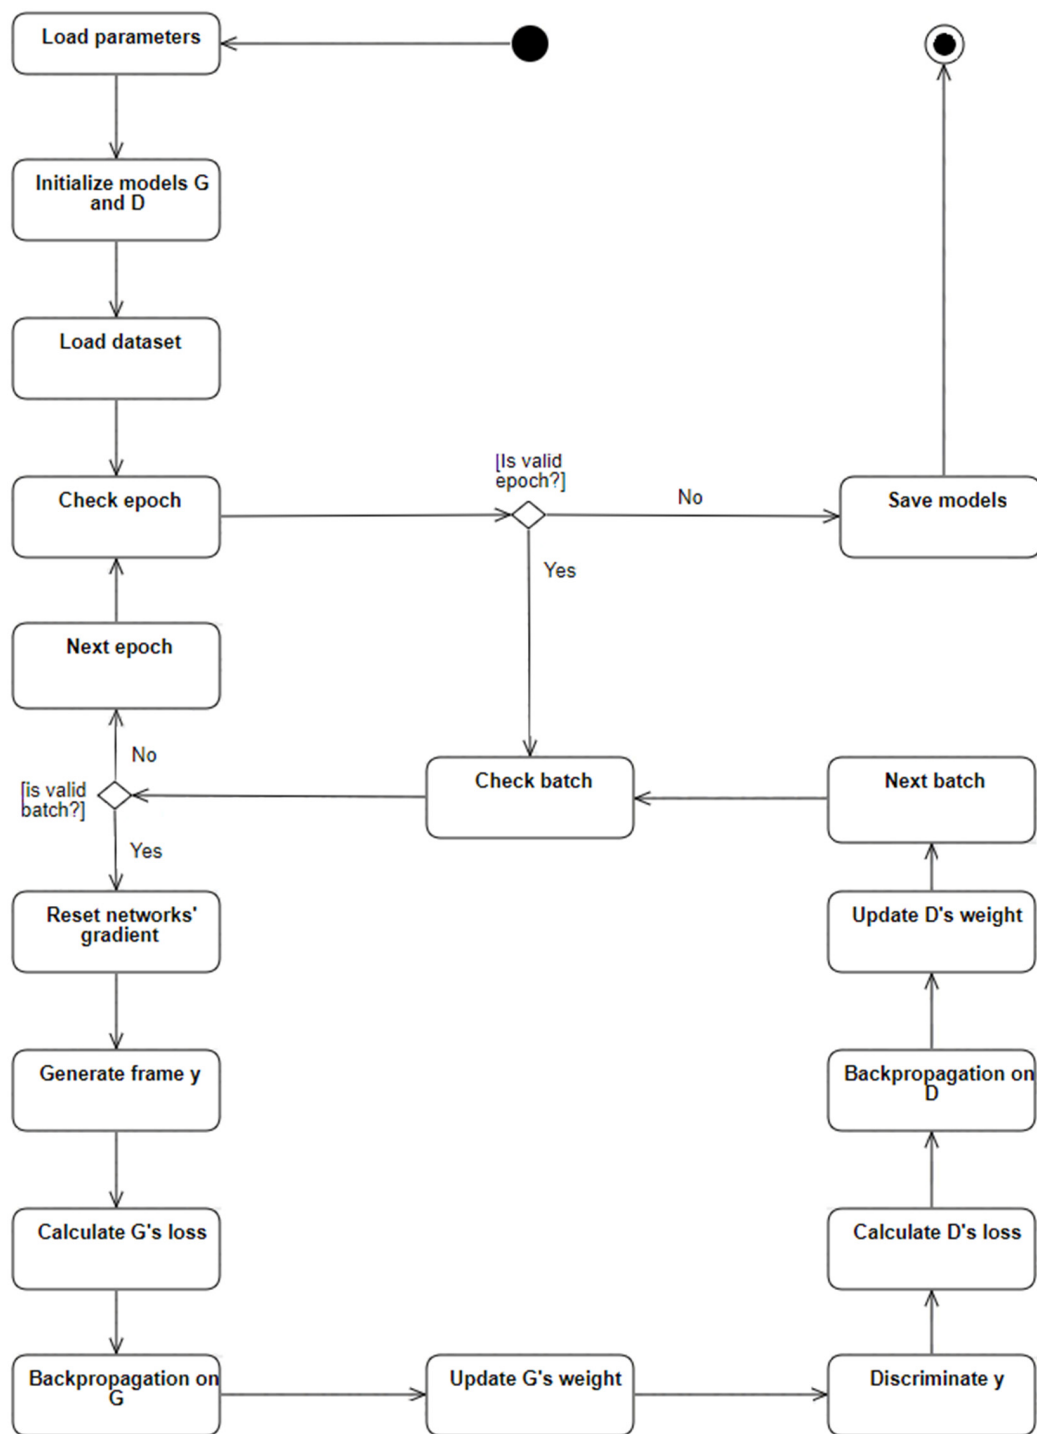 Load parameters
Initialize models G
and D
Load dataset
[Is valid
epoch?]
Check epoch
No
Save models
Yes
Next epoch
No
[is valid
batch?]
Check batch
Next batch
Yes
Reset networks'
gradient
Update D's weight
Generate frame y
Backpropagation on
D
Calculate G's loss
Calculate D's loss
Backpropagation on
G
Update G's weight
Discriminate y